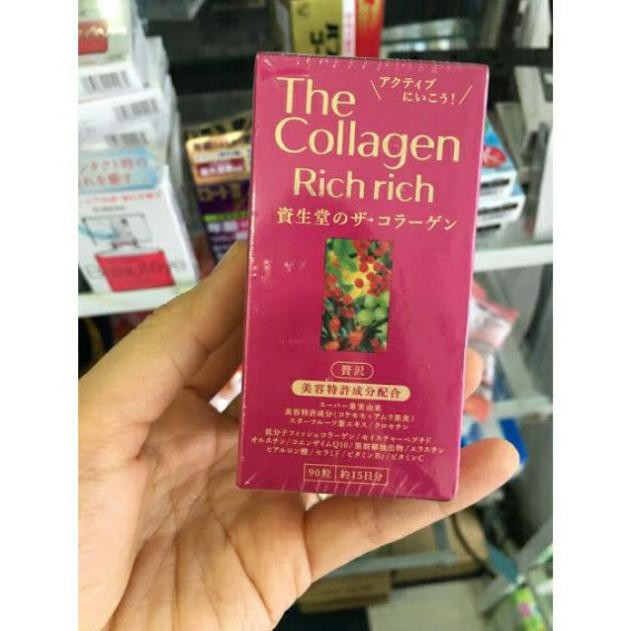 アクティブ
にいこう!
The
Collagen
Rich rich
資生堂のザ・コラーゲン
贅沢
美容特許成分配合
スーパー果実由来
美容特許成分(コケモモ+アムラ果実)
スターフルーツ葉エキス/クロセチン
低分子フィッシュコラーゲン/モイスチャーペプチド
オルニチン/コエンザイムQ10/黒胡椒抽出物/エラスチン
ヒアルロン酸/セラミド/ビタミンB₂/ビタミンC
90粒 約15日分